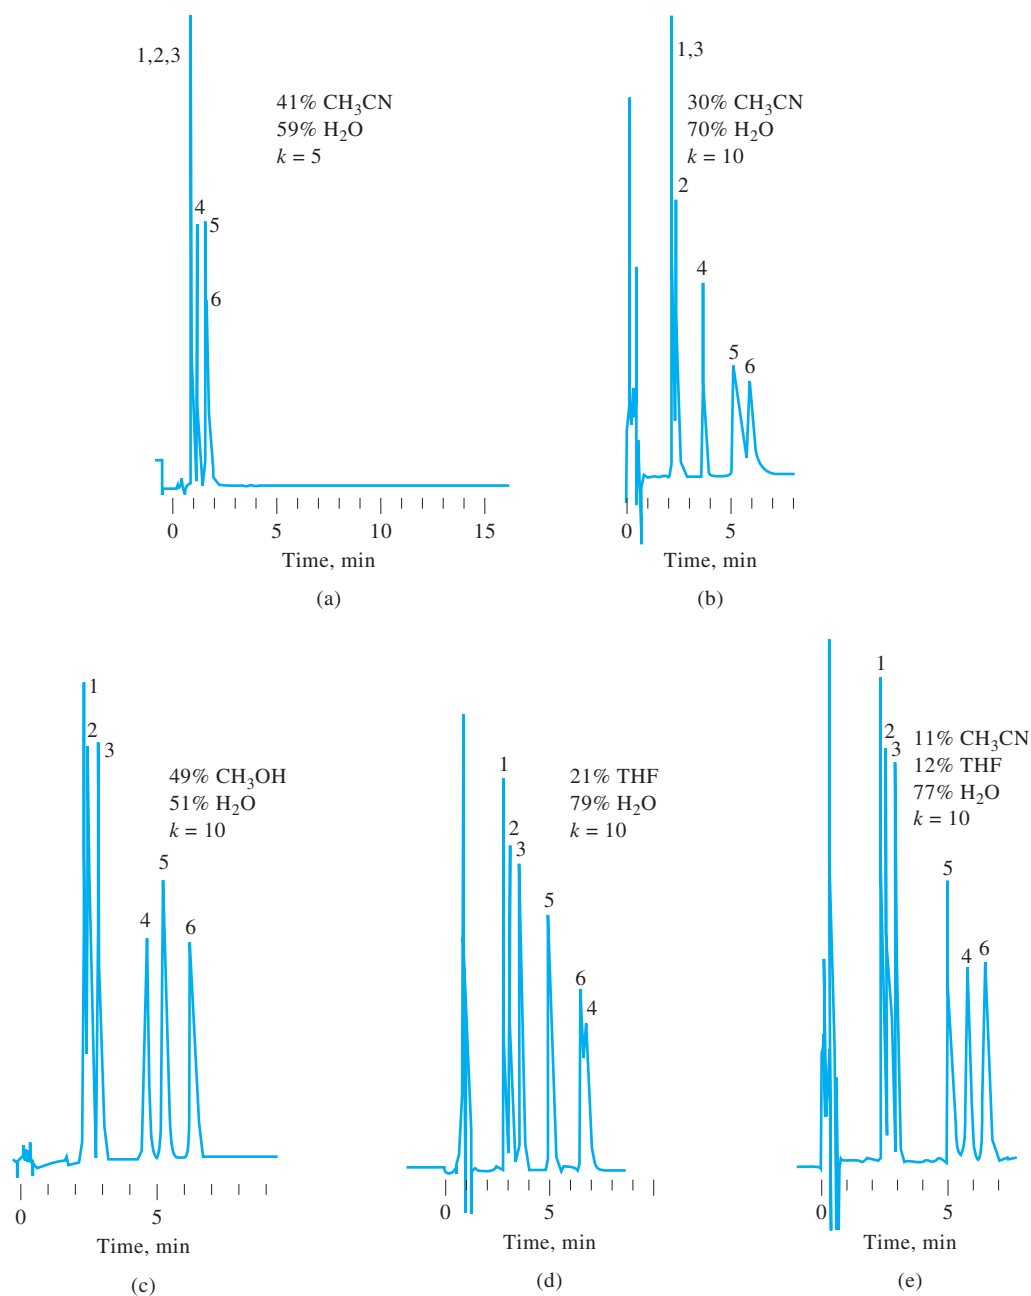 1,2,3
41% CH₃CN
59% H₂O
k = 5
4
5
6
0 5 10 15
Time, min
(a)
1,3
30% CH₃CN
70% H₂O
k = 10
2
4
5 6
0 5
Time, min
(b)
1
2
3
49% CH₃OH
51% H₂O
k = 10
5
4 6
0 5
Time, min
(c)
1
21% THF
79% H₂O
k = 10
2
3
5
6
4
0 5
Time, min
(d)
1
2
3
11% CH₃CN
12% THF
77% H₂O
k = 10
5
4 6
0 5
Time, min
(e)